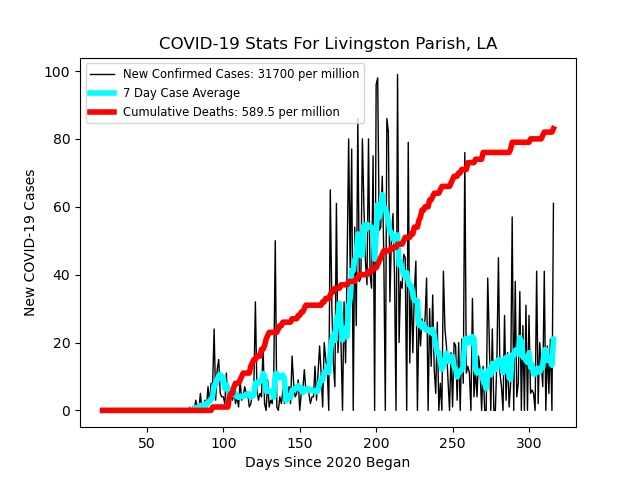 COVID-19 Stats For Livingston Parish, LA
New Confirmed Cases: 31700 per million
7 Day Case Average
Cumulative Deaths: 589.5 per million
New COVID-19 Cases
100
80
60
40
20
0
50 100 150 200 250 300
Days Since 2020 Began